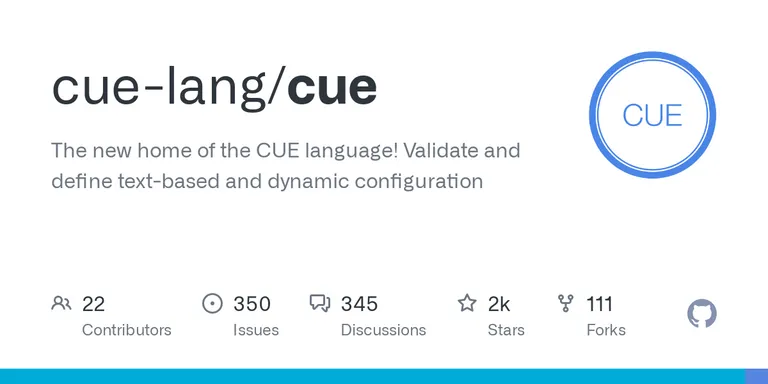 cue-lang/cue
CUE
The new home of the CUE language! Validate and
define text-based and dynamic configuration
22
Contributors
350
Issues
345
Discussions
2k
Stars
111
Forks